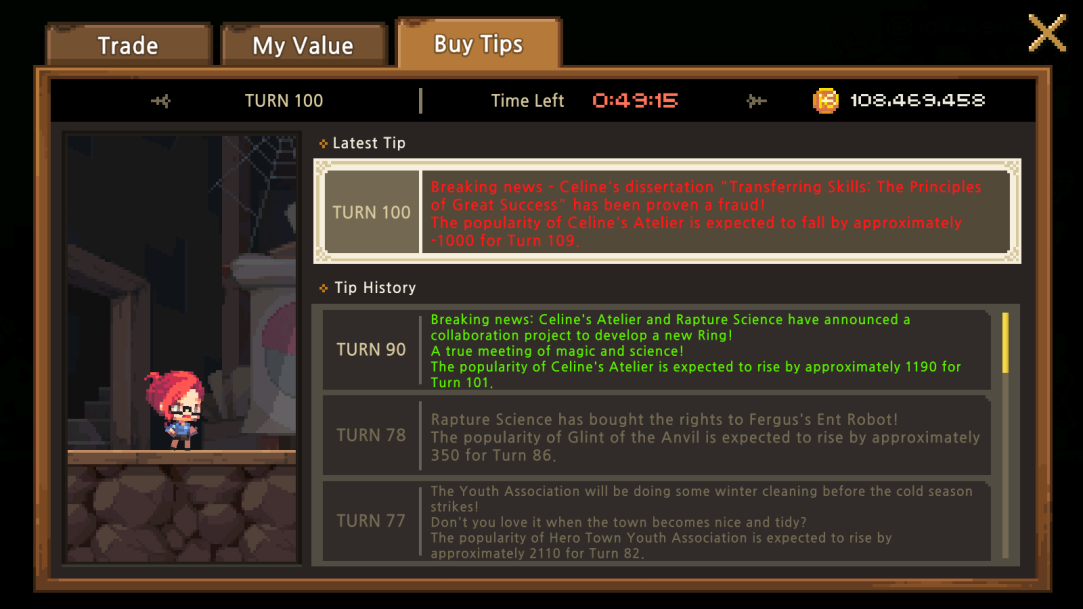 Trade
My Value
Buy Tips
TURN 100
Time Left
0:49:15
108,469,458
Latest Tip
TURN 100
Breaking news - Celine's dissertation "Transferring Skills: The Principles
of Great Success" has been proven a fraud!
The popularity of Celine's Atelier is expected to fall by approximately
-1000 for Turn 109.
Tip History
TURN 90
Breaking news: Celine's Atelier and Rapture Science have announced a
collaboration project to develop a new Ring!
A true meeting of magic and science!
The popularity of Celine's Atelier is expected to rise by approximately 1190 for
Turn 101.
TURN 78
Rapture Science has bought the rights to Fergus's Ent Robot!
The popularity of Glint of the Anvil is expected to rise by approximately
350 for Turn 86.
TURN 77
The Youth Association will be doing some winter cleaning before the cold season
strikes!
Don't you love it when the town becomes nice and tidy?
The popularity of Hero Town Youth Association is expected to rise by
approximately 2110 for Turn 82.